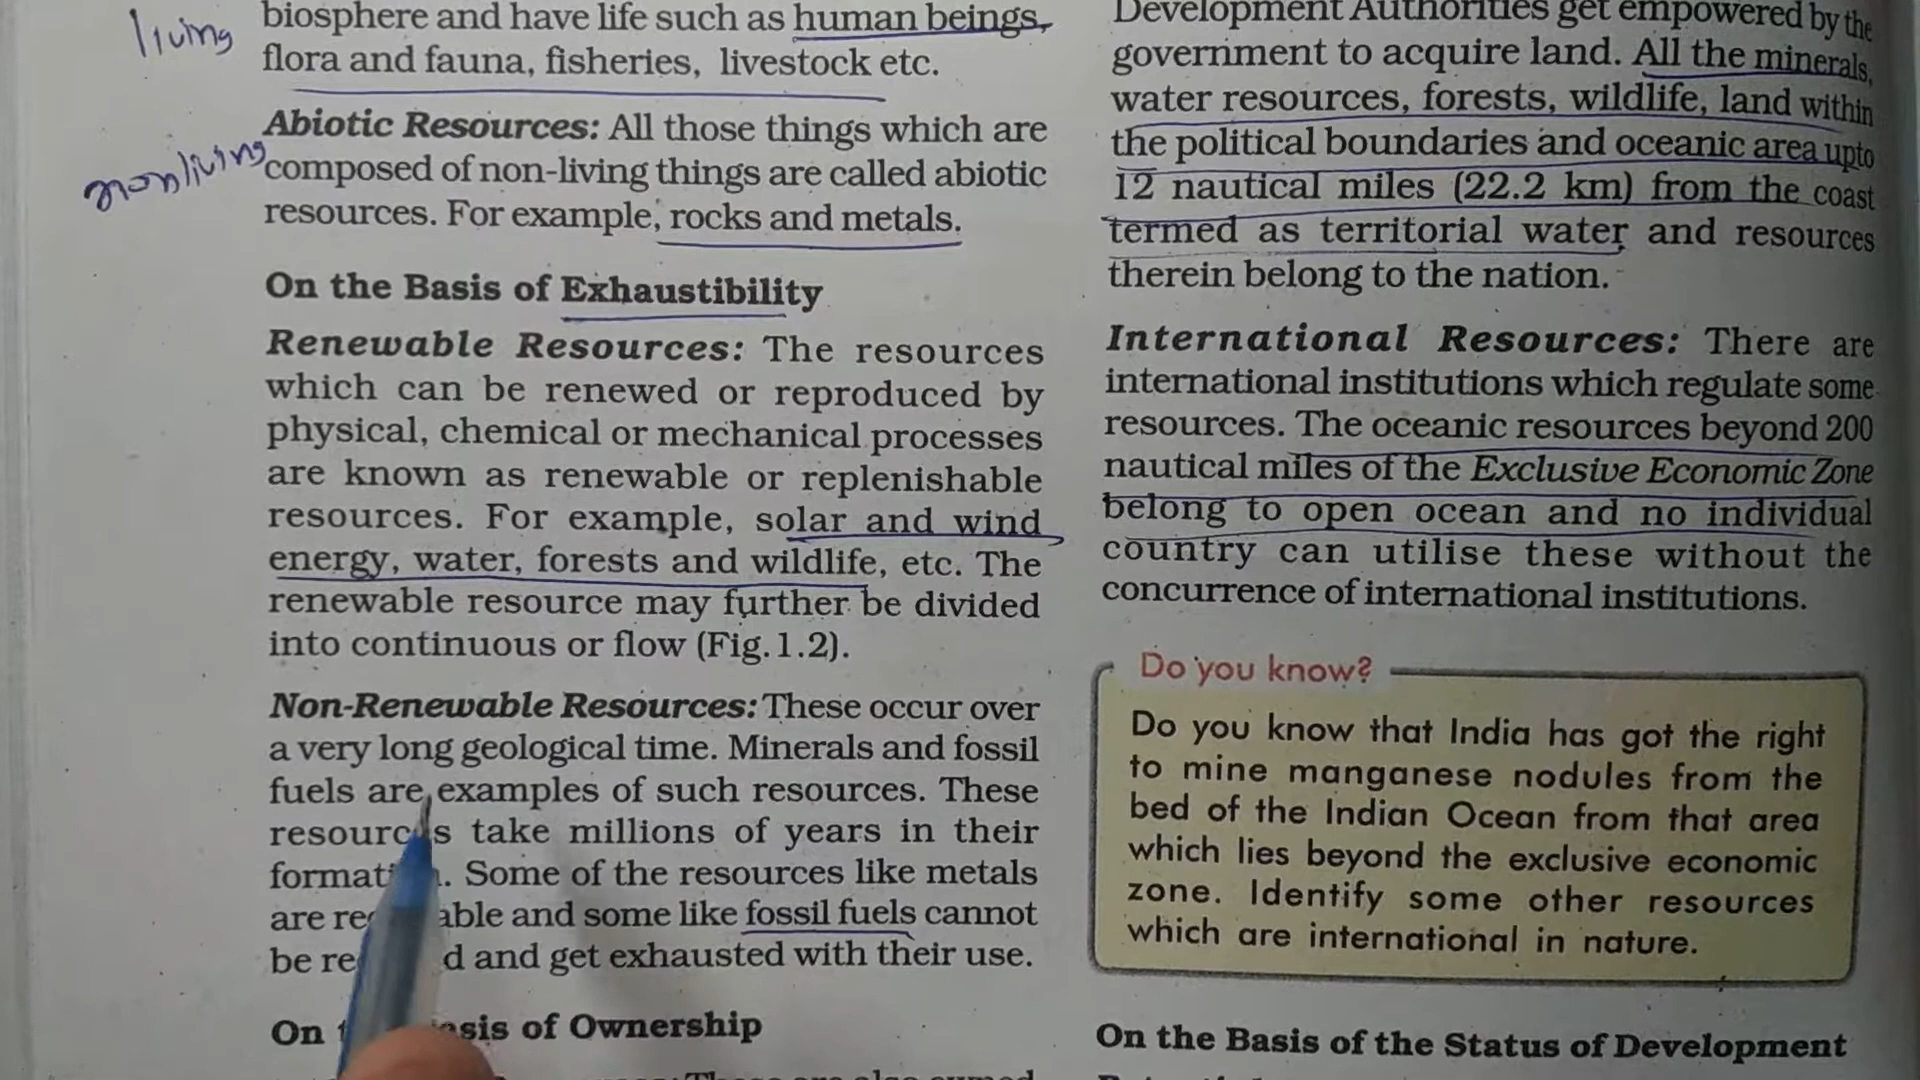 living
biosphere and have life such as human beings,
flora and fauna, fisheries, livestock etc.
nonliving
Abiotic Resources: All those things which are
composed of non-living things are called abiotic
resources. For example, rocks and metals.
On the Basis of Exhaustibility
Renewable Resources: The resources
which can be renewed or reproduced by
physical, chemical or mechanical processes
are known as renewable or replenishable
resources. For example, solar and wind
energy, water, forests and wildlife, etc. The
renewable resource may further be divided
into continuous or flow (Fig.1.2).
Non-Renewable Resources: These occur over
a very long geological time. Minerals and fossil
fuels are examples of such resources. These
take millions of years in their
Some of the resources like metals
are and some like fossil fuels cannot
be and get exhausted with their use.
On of Ownership
Development Authorities get empowered by the
government to acquire land. All the minerals,
water resources, forests, wildlife, land within
the political boundaries and oceanic area upto
12 nautical miles (22.2 km) from the coast
termed as territorial water and resources
therein belong to the nation.
International Resources: There are
international institutions which regulate some
resources. The oceanic resources beyond 200
nautical miles of the Exclusive Economic Zone
belong to open ocean and no individual
country can utilise these without the
concurrence of international institutions.
Do you know?
Do you know that India has got the right
to mine manganese nodules from the
bed of the Indian Ocean from that area
which lies beyond the exclusive economic
zone. Identify some other resources
which are international in nature.
On the Basis of the Status of Development